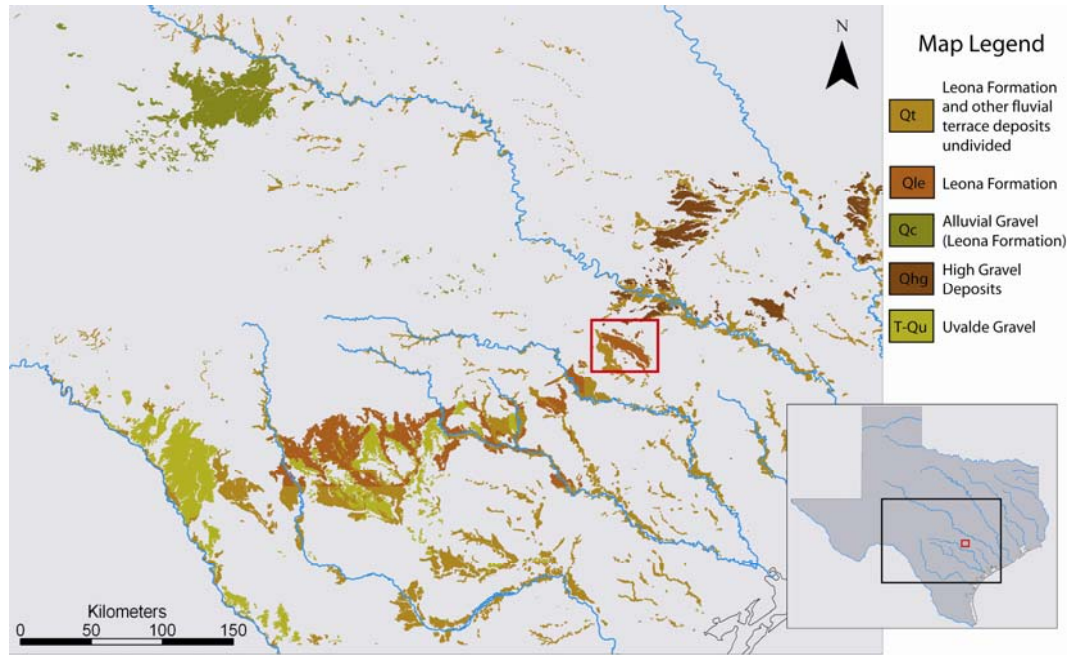 N
Map Legend
Qt
Leona Formation
and other fluvial
terrace deposits
undivided
Qle
Leona Formation
Qc
Alluvial Gravel
(Leona Formation)
Qhg
High Gravel
Deposits
T-Qu
Uvalde Gravel
Kilometers
0 50 100 150